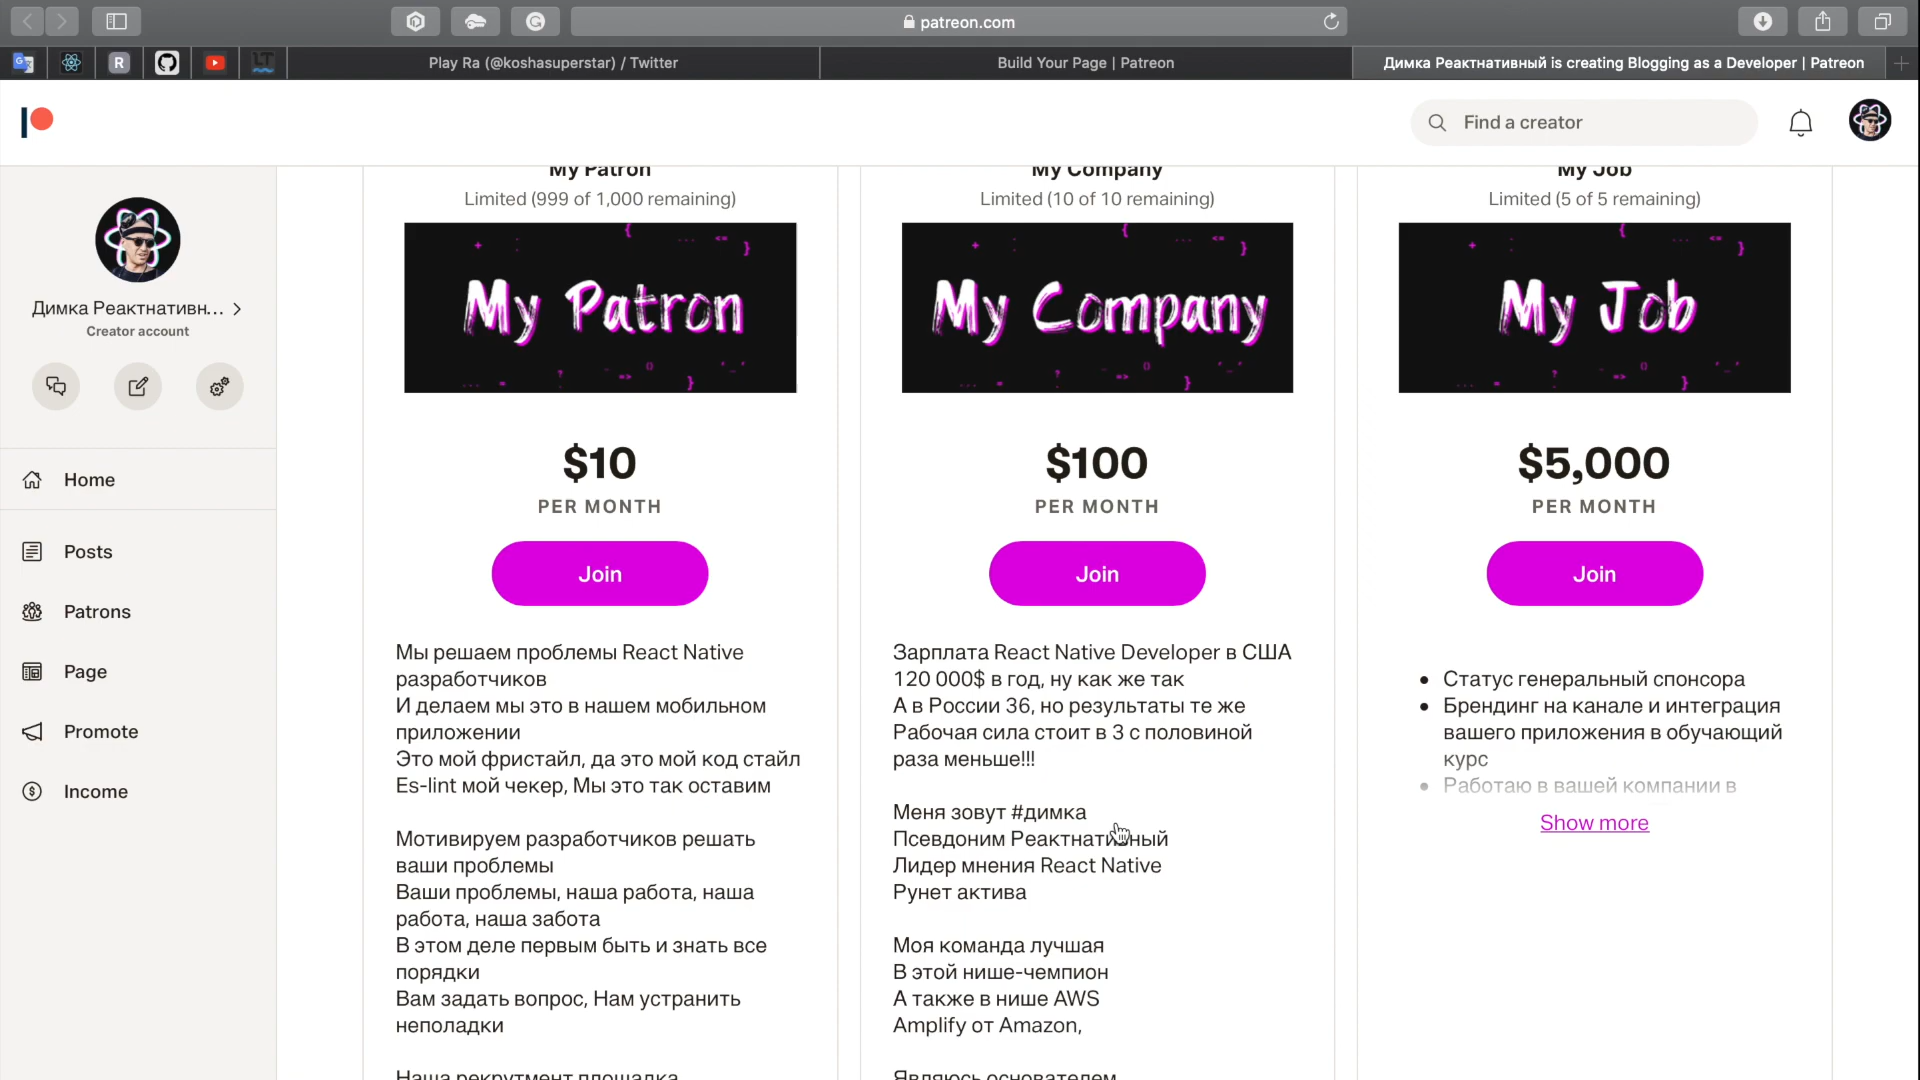 patreon.com
Play Ra (@koshasuperstar) / Twitter
Build Your Page | Patreon
Димка Реактнативный is creating Blogging as a Developer | Patreon
Find a creator
Димка Реактнативн...
Creator account
Home
Posts
Patrons
Page
Promote
Income
My Patron
Limited (999 of 1,000 remaining)
My Patron
$10
PER MONTH
Join
Мы решаем проблемы React Native
разработчиков
И делаем мы это в нашем мобильном
приложении
Это мой фристайл, да это мой код стайл
Es-lint мой чекер, Мы это так оставим
Мотивируем разработчиков решать
ваши проблемы
Ваши проблемы, наша работа, наша
работа, наша забота
В этом деле первым быть и знать все
порядки
Вам задать вопрос, Нам устранить
неполадки
Наша рекрутмент площадка
My Company
Limited (10 of 10 remaining)
My Company
$100
PER MONTH
Join
Зарплата React Native Developer в США
120 000$ в год, ну как же так
А в России 36, но результаты те же
Рабочая сила стоит в 3 с половиной
раза меньше!!!
Меня зовут #димка
Псевдоним Реактнативный
Лидер мнения React Native
Рунет актива
Моя команда лучшая
В этой нише-чемпион
А также в нише AWS
Amplify от Amazon,
Являюсь основателем
My Job
Limited (5 of 5 remaining)
My Job
$5,000
PER MONTH
Join
Статус генеральный спонсора
Брендинг на канале и интеграция
вашего приложения в обучающий
курс
Работаю в вашей компании в
Show more